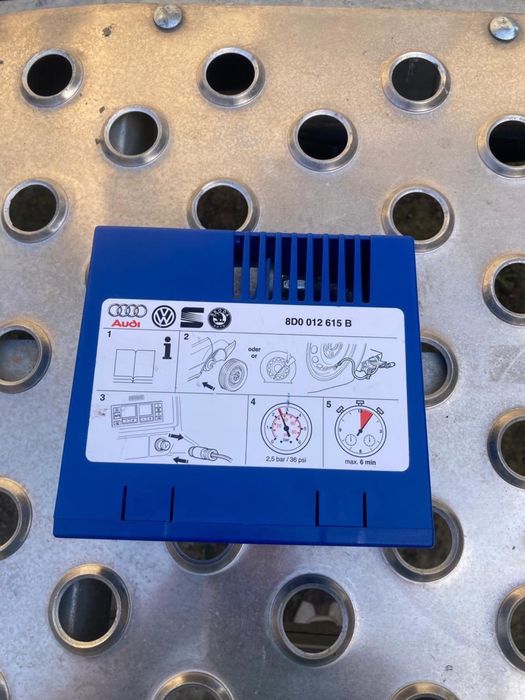 Audi
8D0 012 615 B
1
i
2
oder
or
3
4
2,5 bar / 36 psi
5
max. 6 min